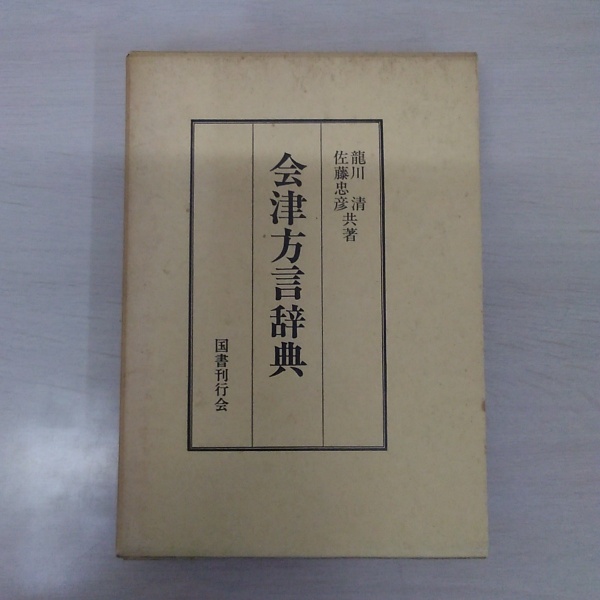 龍川 清
佐藤忠彦 共著
会津方言辞典
国書刊行会